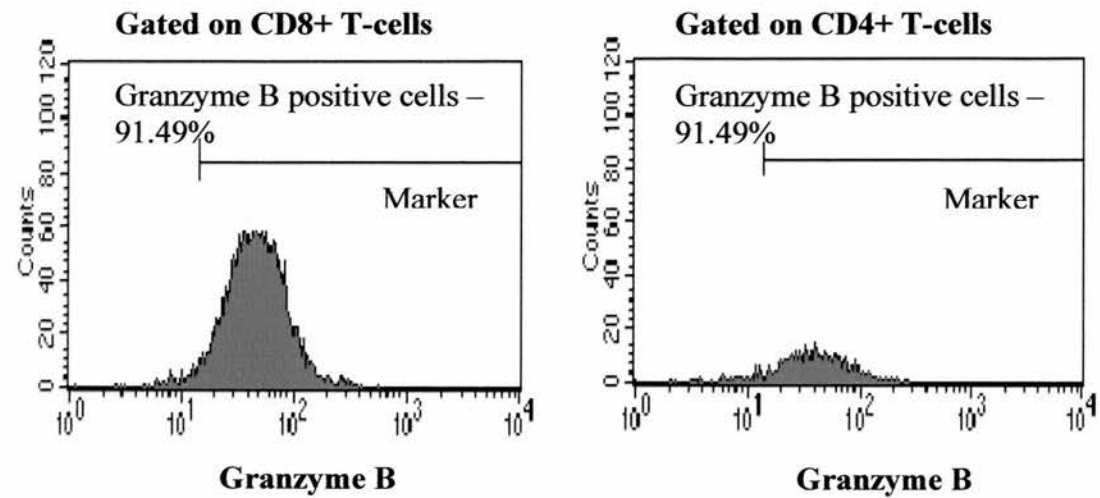 Gated on CD8+ T-cells
Granzyme B positive cells –
91.49%
Marker
Counts
120
100
80
60
40
20
0
10^0 10^1 10^2 10^3 10^4
Granzyme B
Gated on CD4+ T-cells
Granzyme B positive cells –
91.49%
Marker
Counts
120
100
80
60
40
20
0
10^0 10^1 10^2 10^3 10^4
Granzyme B